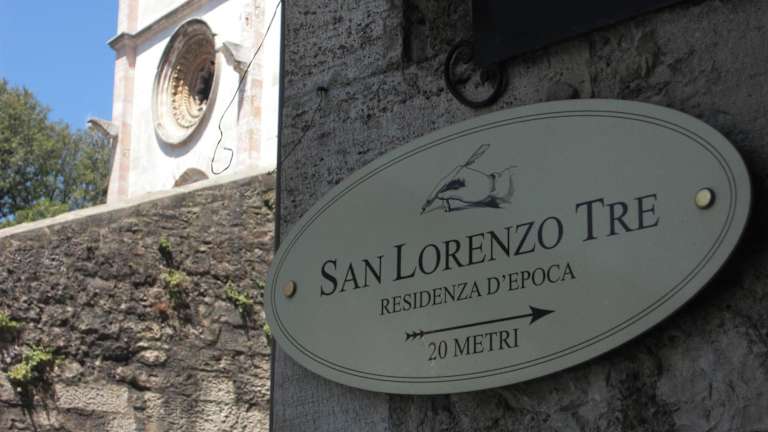 SAN LORENZO TRE
RESIDENZA D'EPOCA
20 METRI